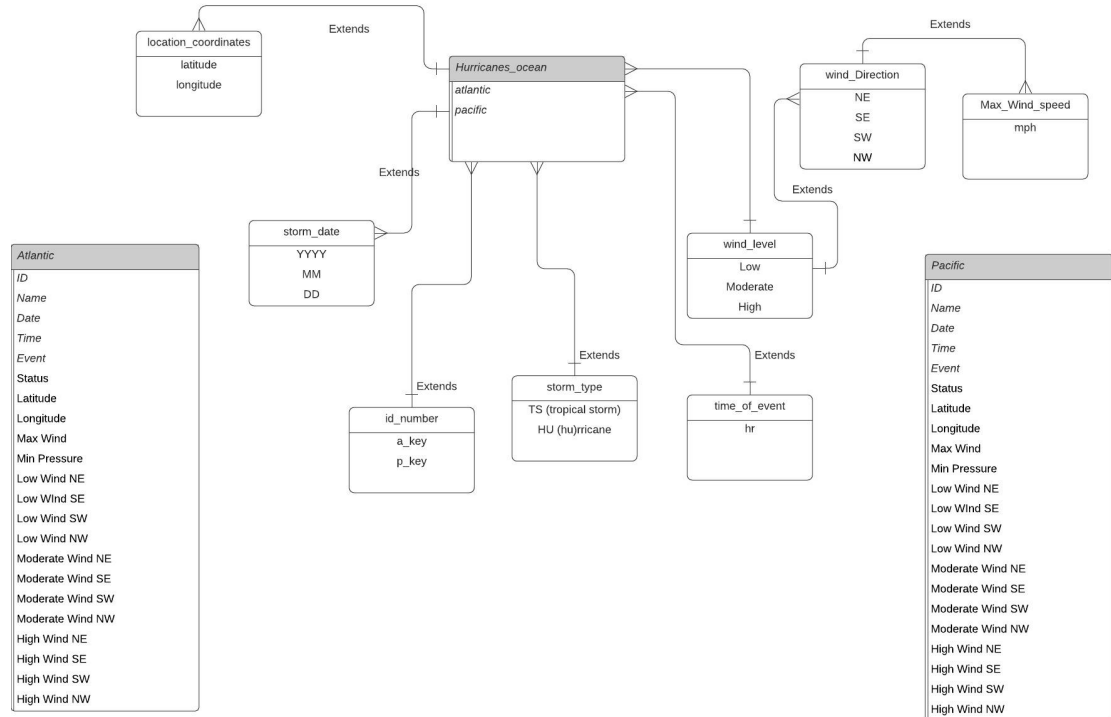 location_coordinates
latitude
longitude
Extends
Hurricanes_ocean
atlantic
pacific
Extends
wind_Direction
NE
SE
SW
NW
Extends
Max_Wind_speed
mph
Extends
storm_date
YYYY
MM
DD
wind_level
Low
Moderate
High
Extends
id_number
a_key
p_key
Extends
storm_type
TS (tropical storm)
HU (hu)rricane
Extends
time_of_event
hr
Atlantic
ID
Name
Date
Time
Event
Status
Latitude
Longitude
Max Wind
Min Pressure
Low Wind NE
Low WInd SE
Low Wind SW
Low Wind NW
Moderate Wind NE
Moderate Wind SE
Moderate Wind SW
Moderate Wind NW
High Wind NE
High Wind SE
High Wind SW
High Wind NW
Pacific
ID
Name
Date
Time
Event
Status
Latitude
Longitude
Max Wind
Min Pressure
Low Wind NE
Low WInd SE
Low Wind SW
Low Wind NW
Moderate Wind NE
Moderate Wind SE
Moderate Wind SW
Moderate Wind NW
High Wind NE
High Wind SE
High Wind SW
High Wind NW